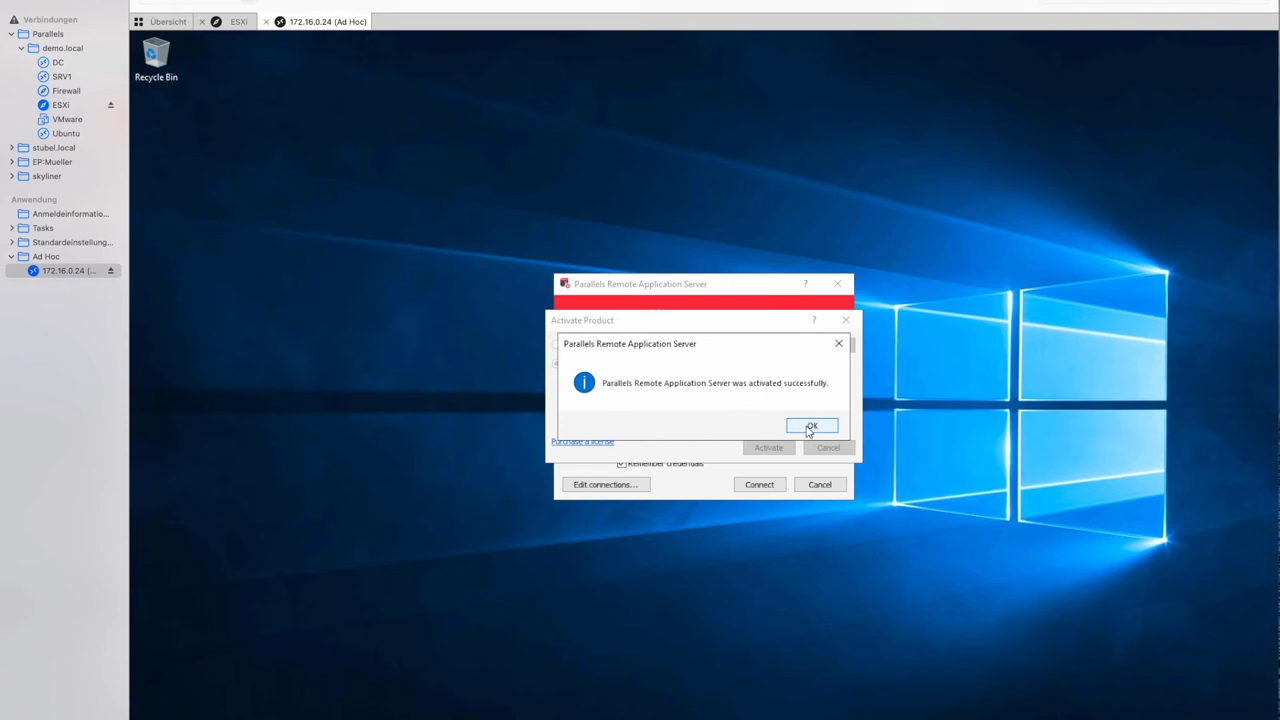 Verbindungen
Parallels
demo.local
DC
SRV1
Firewall
ESXi
VMware
Ubuntu
stubel.local
EP:Mueller
skyliner
Anwendung
Anmeldeinformatio...
Tasks
Standardeinstellung...
Ad Hoc
172.16.0.24 (...
Übersicht
ESXi
172.16.0.24 (Ad Hoc)
Recycle Bin
Parallels Remote Application Server
Activate Product
Parallels Remote Application Server
Parallels Remote Application Server was activated successfully.
OK
Purchase a license
Activate
Cancel
Remember credentials
Edit connections...
Connect
Cancel